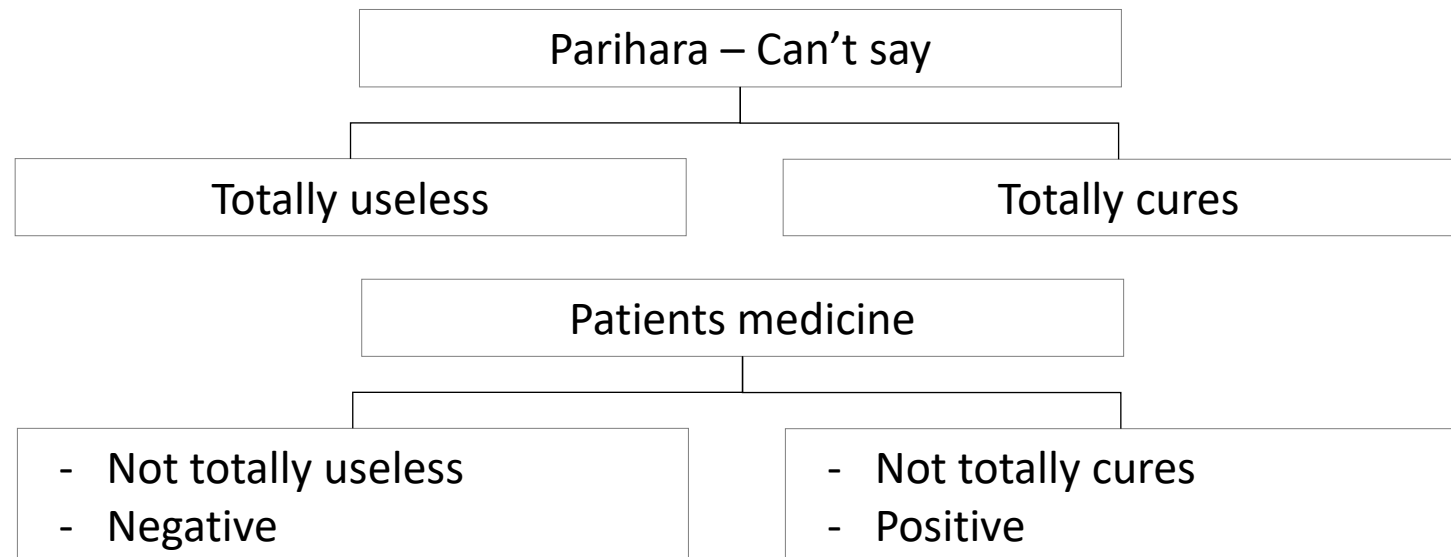 Parihara – Can’t say
Totally useless
Totally cures
Patients medicine
- Not totally useless
- Negative
- Not totally cures
- Positive